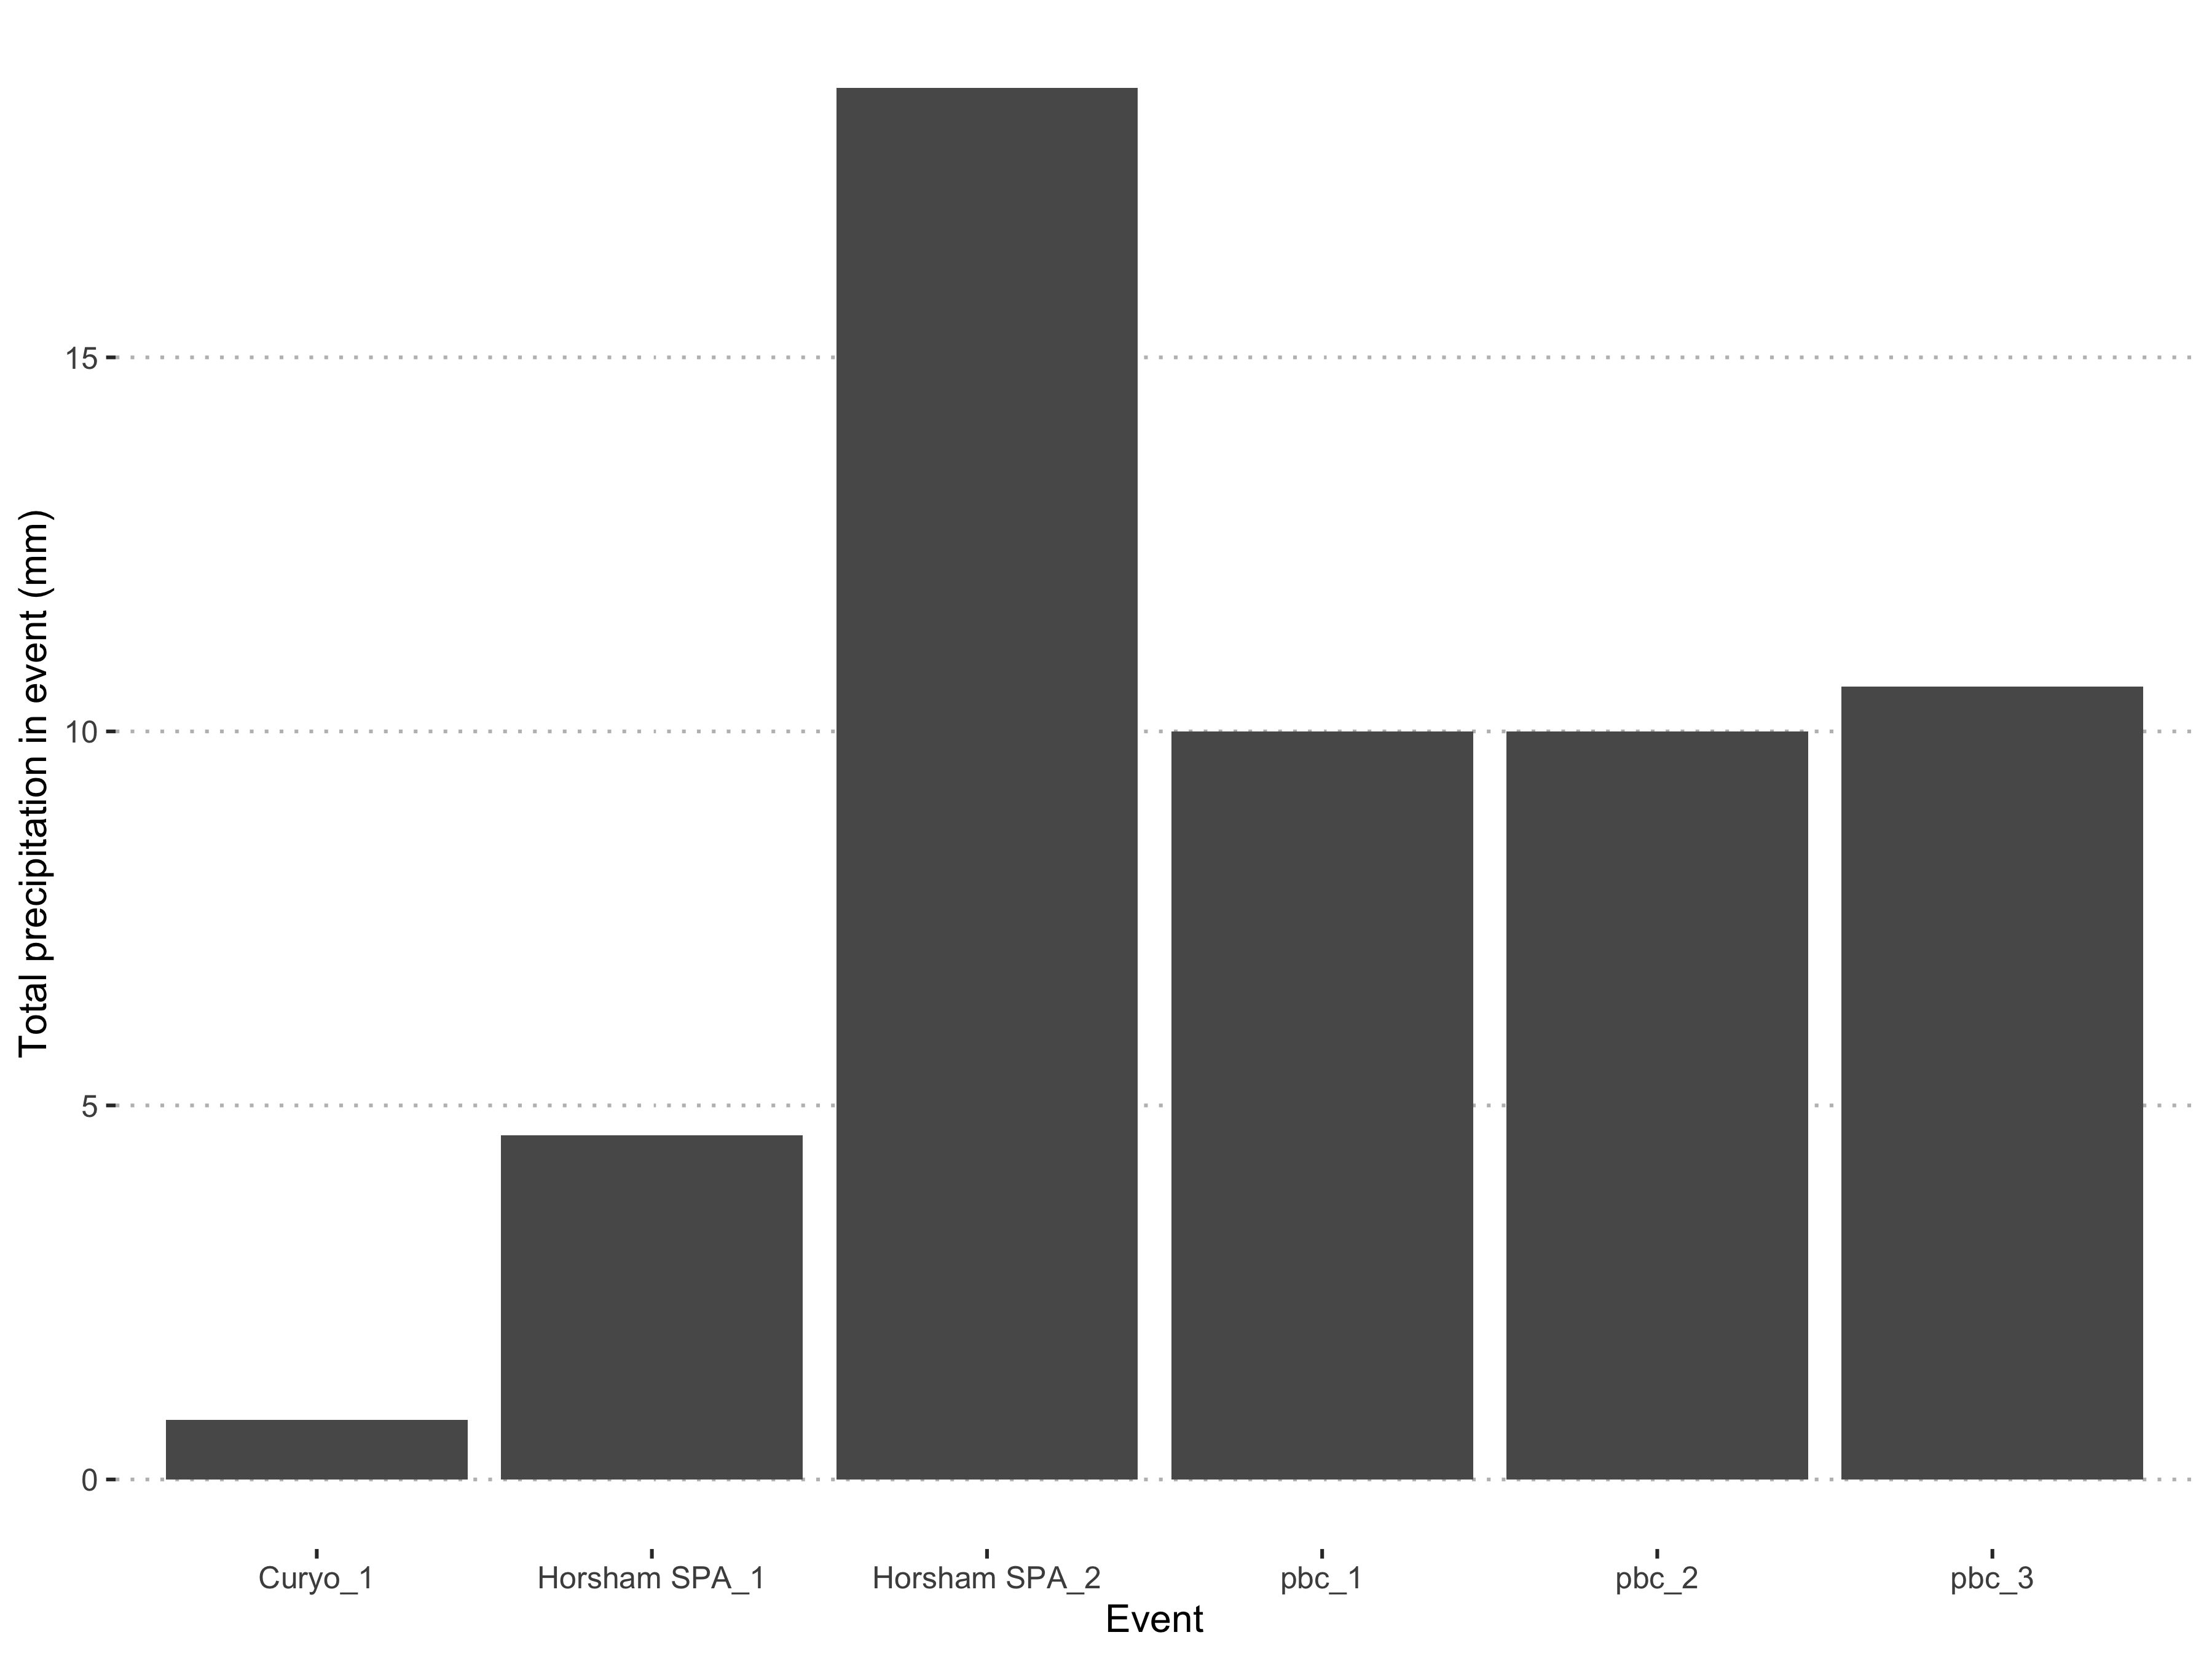 Total precipitation in event (mm)
15
10
5
0
Curyo_1 Horsham SPA_1 Horsham SPA_2 pbc_1 pbc_2 pbc_3
Event